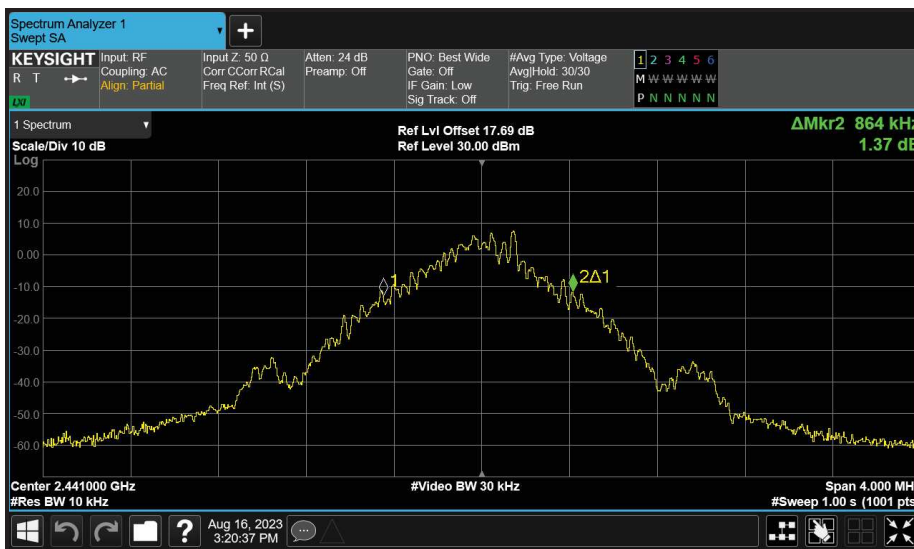 Spectrum Analyzer 1
Swept SA
KEYSIGHT
R T
LXI
Input: RF
Coupling: AC
Align: Partial
Input Z: 50 Ω
Corr CCorr RCal
Freq Ref: Int (S)
Atten: 24 dB
Preamp: Off
PNO: Best Wide
Gate: Off
IF Gain: Low
Sig Track: Off
#Avg Type: Voltage
Avg|Hold: 30/30
Trig: Free Run
1 2 3 4 5 6
M W W W W W
P N N N N N
1 Spectrum
Scale/Div 10 dB
Log
Ref Lvl Offset 17.69 dB
Ref Level 30.00 dBm
ΔMkr2 864 kHz
1.37 dB
20.0
10.0
0.00
-10.0
-20.0
-30.0
-40.0
-50.0
-60.0
1
2Δ1
Center 2.441000 GHz
#Res BW 10 kHz
#Video BW 30 kHz
Span 4.000 MH
#Sweep 1.00 s (1001 pts
?
Aug 16, 2023
3:20:37 PM